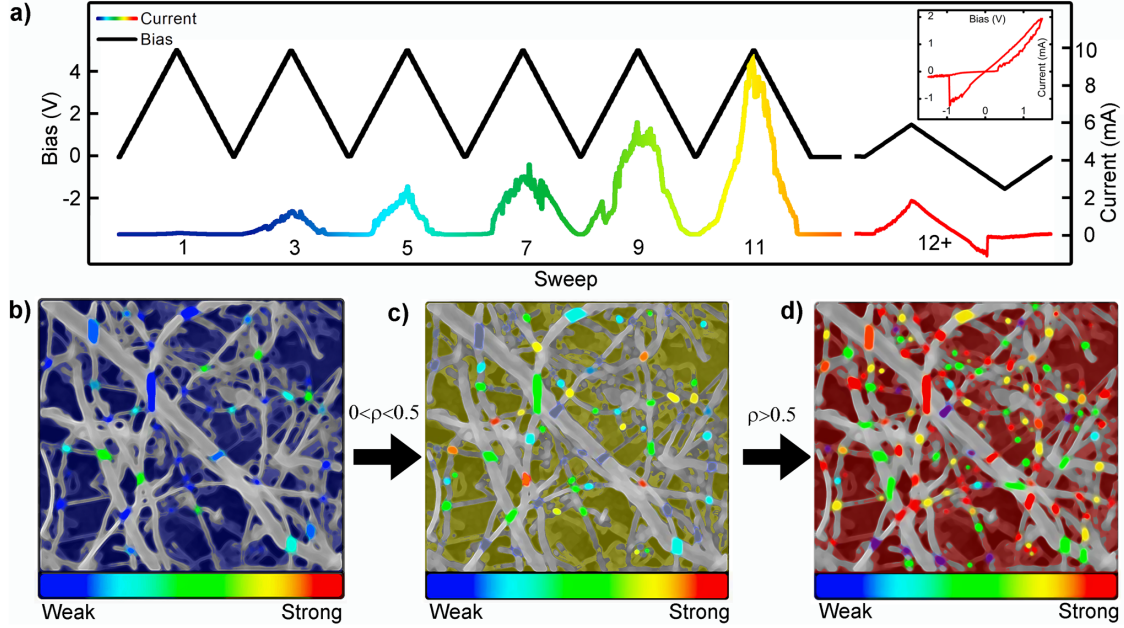 a)
Current
Bias
Bias (V)
4
2
0
-2
1
3
5
7
9
11
12+
Sweep
10
8
6
4
2
0
Current (mA)
Bias (V)
2
1
0
-1
-1
0
1
Current (mA)
b)
c)
d)
0<ρ<0.5
ρ>0.5
Weak
Strong
Weak
Strong
Weak
Strong